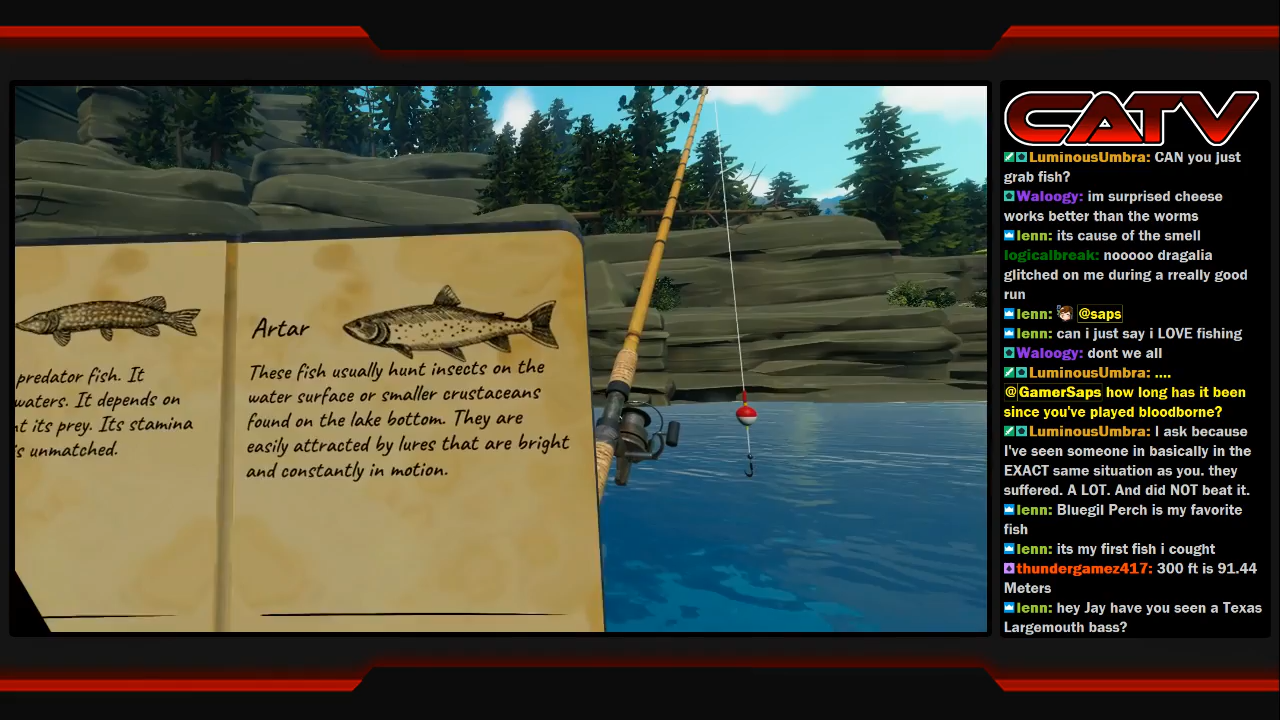 predator fish. It
waters. It depends on
its prey. Its stamina
is unmatched.
Artar
These fish usually hunt insects on the
water surface or smaller crustaceans
found on the lake bottom. They are
easily attracted by lures that are bright
and constantly in motion.
CATV
LuminousUmbra: CAN you just
grab fish?
Waloogy: im surprised cheese
works better than the worms
lenn: its cause of the smell
logicalbreak: nooooo dragalia
glitched on me during a rreally good
run
lenn: @saps
lenn: can i just say i LOVE fishing
Waloogy: dont we all
LuminousUmbra: ....
@GamerSaps how long has it been
since you've played bloodborne?
LuminousUmbra: I ask because
I've seen someone in basically in the
EXACT same situation as you. they
suffered. A LOT. And did NOT beat it.
lenn: Bluegil Perch is my favorite
fish
lenn: its my first fish i cought
thundergamez417: 300 ft is 91.44
Meters
lenn: hey Jay have you seen a Texas
Largemouth bass?